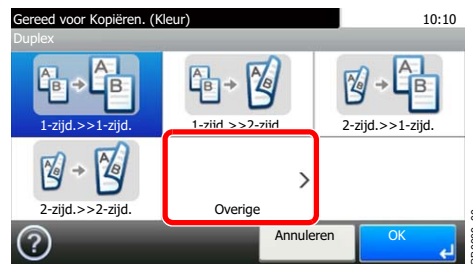 Gereed voor Kopiëren. (Kleur) 10:10
Duplex
A B A B A B A B A B A B
1-zijd.>>1-zijd. 1-zijd.>>2-zijd. 2-zijd.>>1-zijd.
A B A B
2-zijd.>>2-zijd. Overige
? Annuleren OK